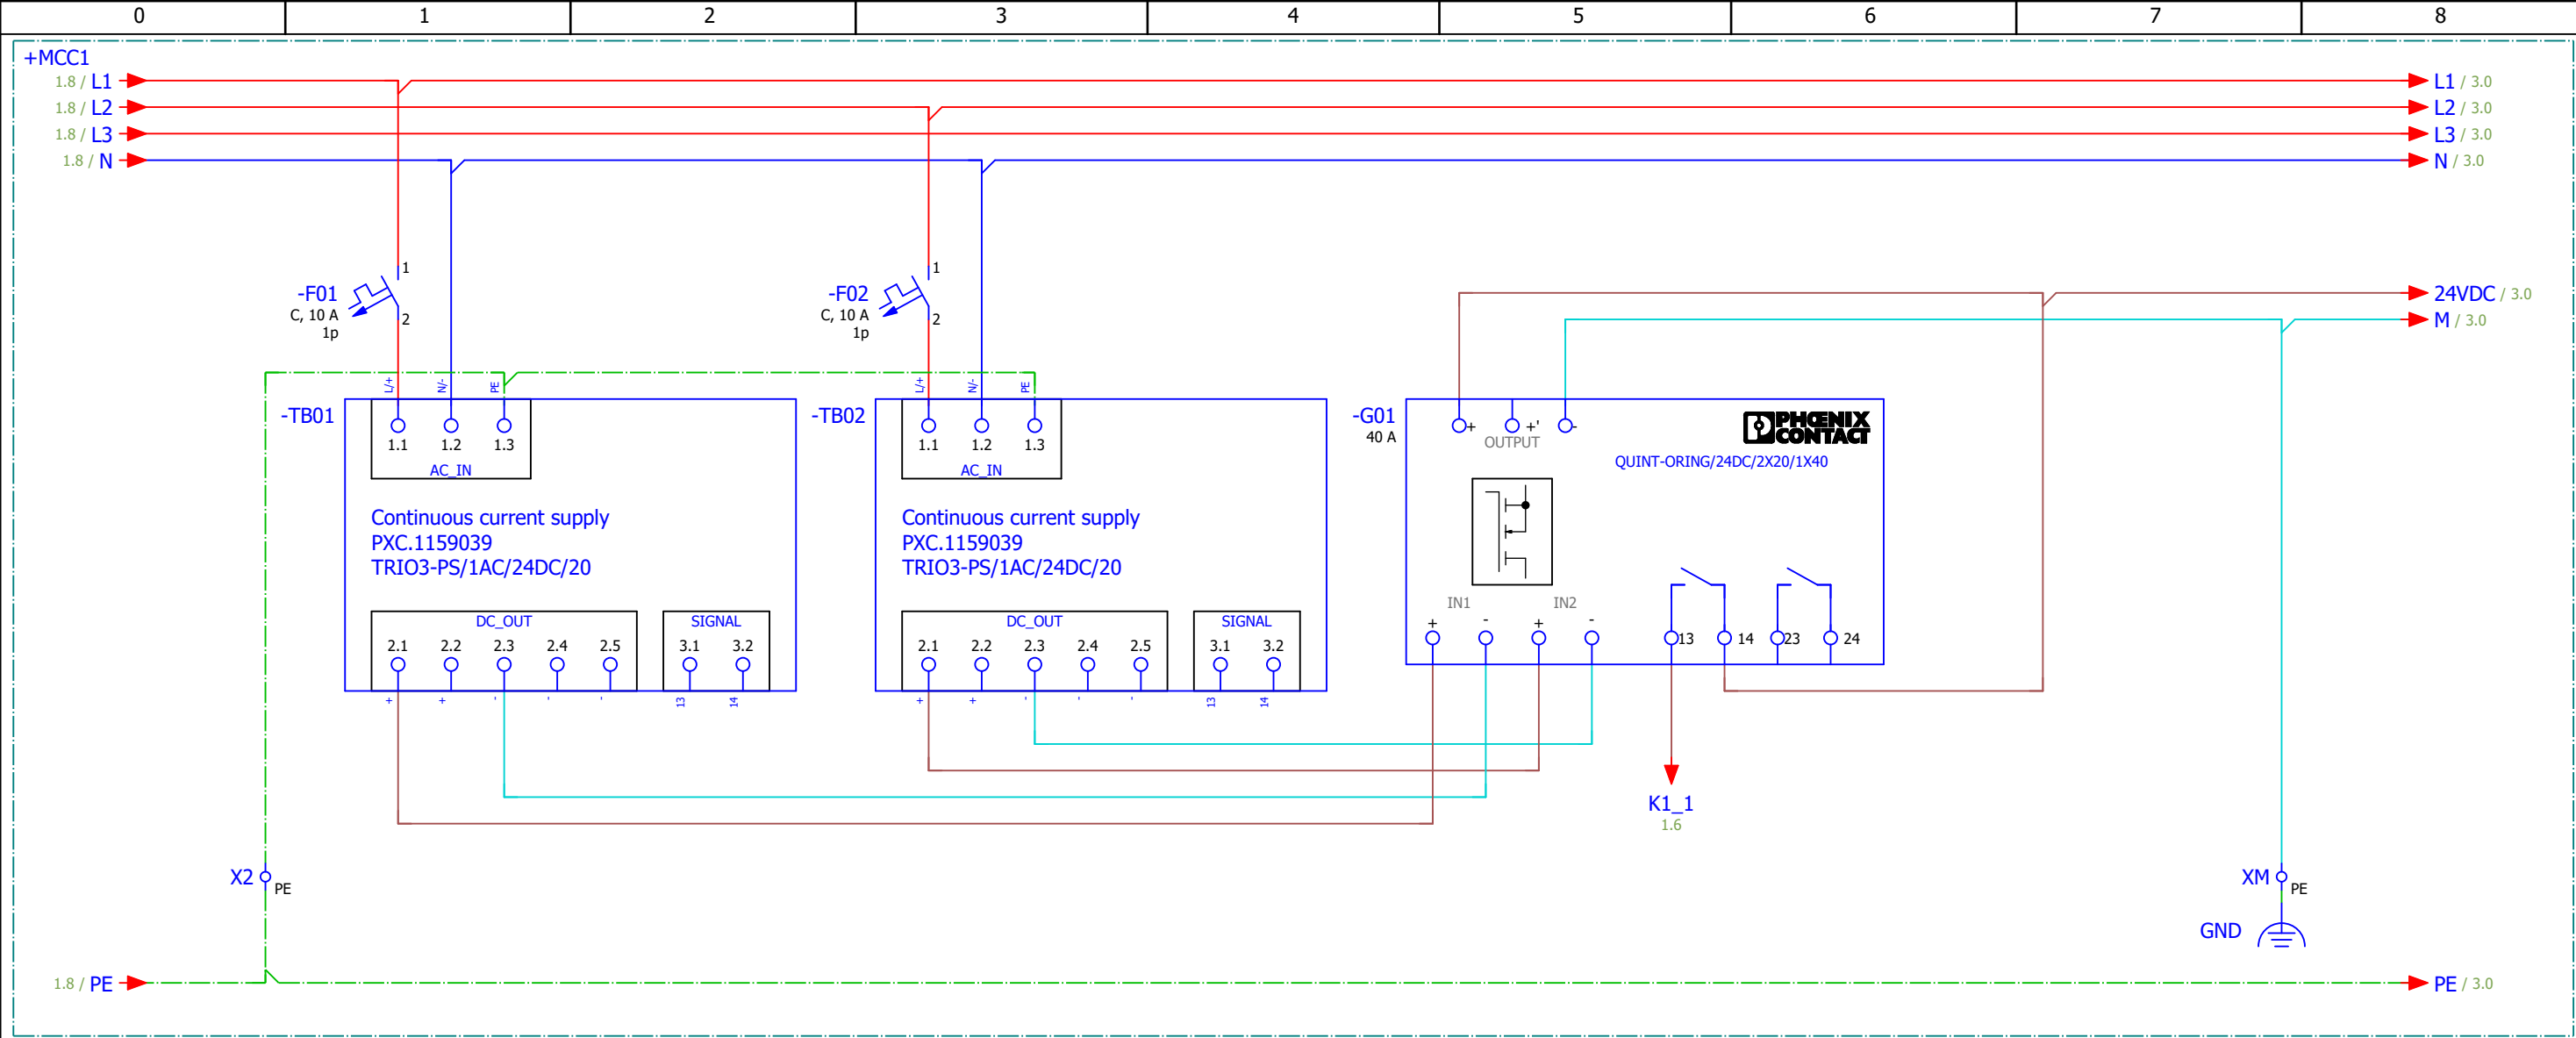 0 1 2 3 4 5 6 7 8
+MCC1
1.8 / L1
L1 / 3.0
1.8 / L2
L2 / 3.0
1.8 / L3
L3 / 3.0
1.8 / N
N / 3.0
-F01
C, 10 A
1p
1
2
-F02
C, 10 A
1p
1
2
24VDC / 3.0
M / 3.0
-TB01
L/+ N/- PE
1.1 1.2 1.3
AC_IN
Continuous current supply
PXC.1159039
TRIO3-PS/1AC/24DC/20
DC_OUT
2.1 2.2 2.3 2.4 2.5
+ + - - -
SIGNAL
3.1 3.2
13 14
-TB02
L/+ N/- PE
1.1 1.2 1.3
AC_IN
Continuous current supply
PXC.1159039
TRIO3-PS/1AC/24DC/20
DC_OUT
2.1 2.2 2.3 2.4 2.5
+ + - - -
SIGNAL
3.1 3.2
13 14
-G01
40 A
+ +' -
OUTPUT
PHŒNIX
CONTACT
QUINT-ORING/24DC/2X20/1X40
IN1 IN2
+ - + -
13 14 23 24
K1_1
1.6
X2
PE
XM
PE
GND
1.8 / PE
PE / 3.0